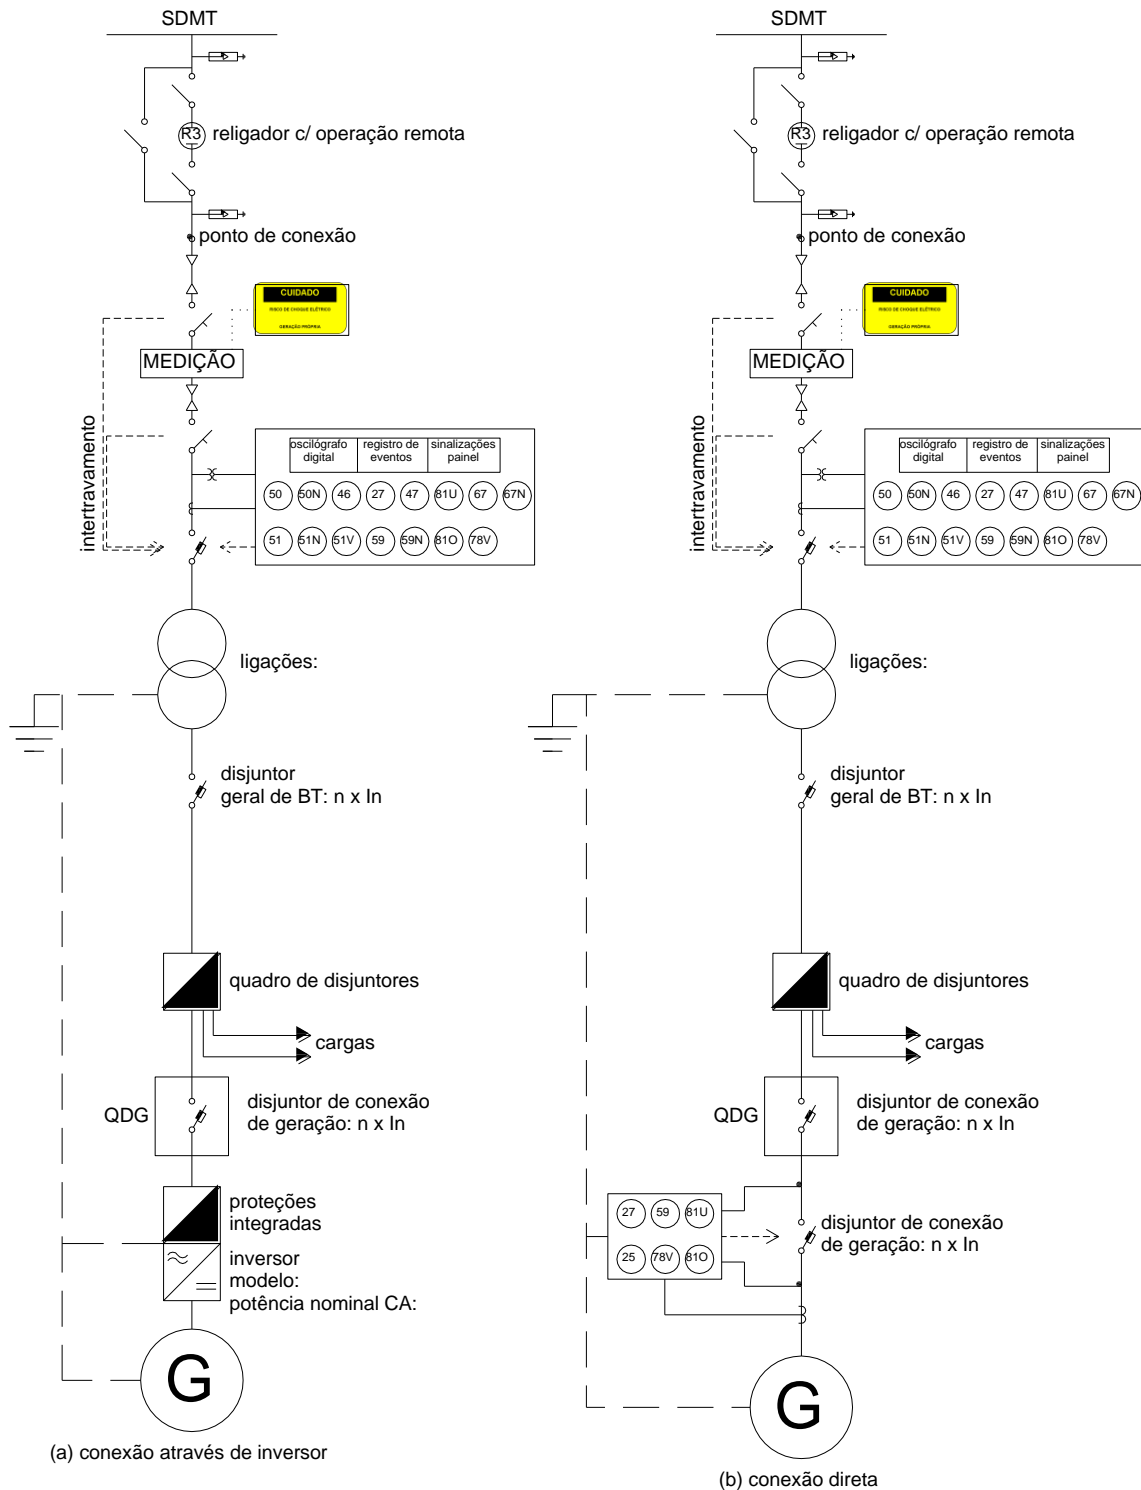 SDMT
R3 religador c/ operação remota
ponto de conexão
CUIDADO
RISCO DE CHOQUE ELÉTRICO
GERAÇÃO PRÓPRIA
MEDIÇÃO
intertravamento
oscilógrafo digital
registro de eventos
sinalizações painel
50 50N 46 27 47 81U 67 67N
51 51N 51V 59 59N 81O 78V
ligações:
disjuntor
geral de BT: n x In
quadro de disjuntores
cargas
QDG
disjuntor de conexão
de geração: n x In
proteções
integradas
inversor
modelo:
potência nominal CA:
G
(a) conexão através de inversor
SDMT
R3 religador c/ operação remota
ponto de conexão
CUIDADO
RISCO DE CHOQUE ELÉTRICO
GERAÇÃO PRÓPRIA
MEDIÇÃO
intertravamento
oscilógrafo digital
registro de eventos
sinalizações painel
50 50N 46 27 47 81U 67 67N
51 51N 51V 59 59N 81O 78V
ligações:
disjuntor
geral de BT: n x In
quadro de disjuntores
cargas
QDG
disjuntor de conexão
de geração: n x In
27 59 81U
25 78V 81O
disjuntor de conexão
de geração: n x In
G
(b) conexão direta